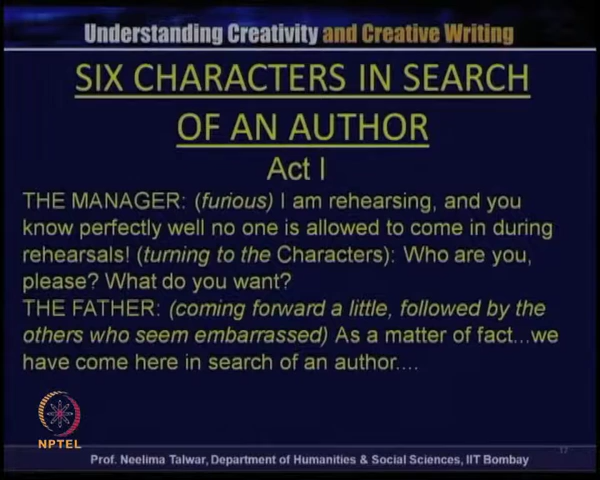 Understanding Creativity and Creative Writing
SIX CHARACTERS IN SEARCH
OF AN AUTHOR
Act I
THE MANAGER: (furious) I am rehearsing, and you
know perfectly well no one is allowed to come in during
rehearsals! (turning to the Characters): Who are you,
please? What do you want?
THE FATHER: (coming forward a little, followed by the
others who seem embarrassed) As a matter of fact...we
have come here in search of an author....
NPTEL
17
Prof. Neelima Talwar, Department of Humanities & Social Sciences, IIT Bombay